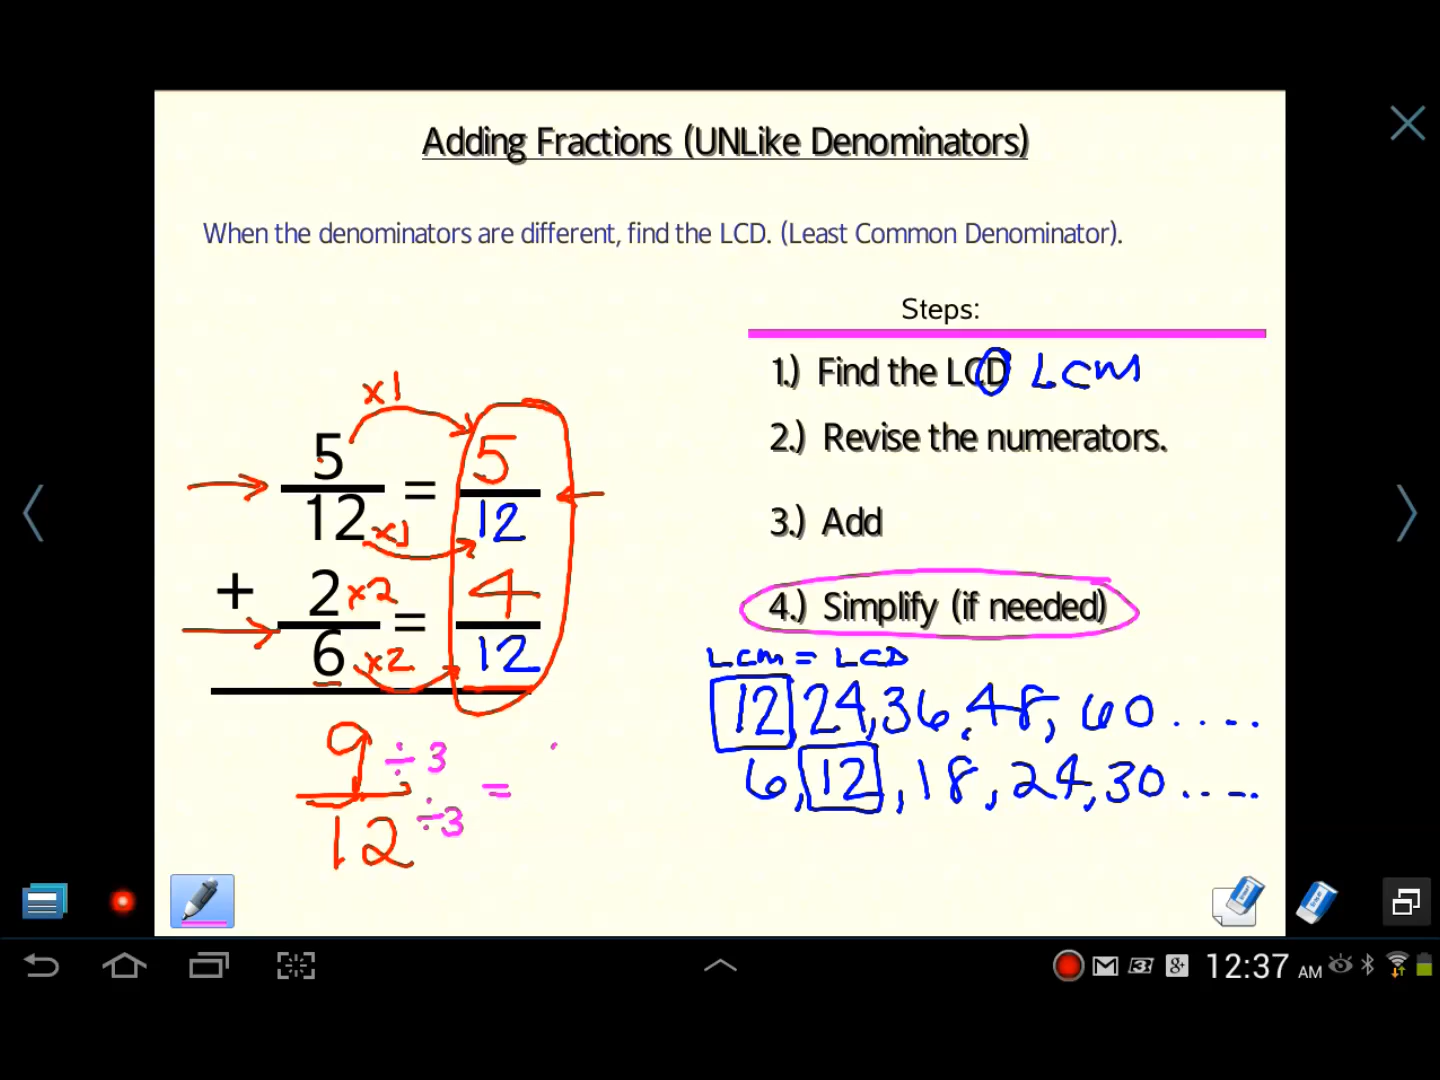 Adding Fractions (UNLike Denominators)
When the denominators are different, find the LCD. (Least Common Denominator).
Steps:
1.) Find the LCD LCM
2.) Revise the numerators.
3.) Add
4.) Simplify (if needed)
x1
5 5
= 
12 x1 12
+ 2 x2 4
=
6 x2 12
9 ÷ 3
=
12 ÷3
LCM = LCD
12, 24, 36, 48, 60 ....
6, 12, 18, 24, 30 ....
12:37 AM